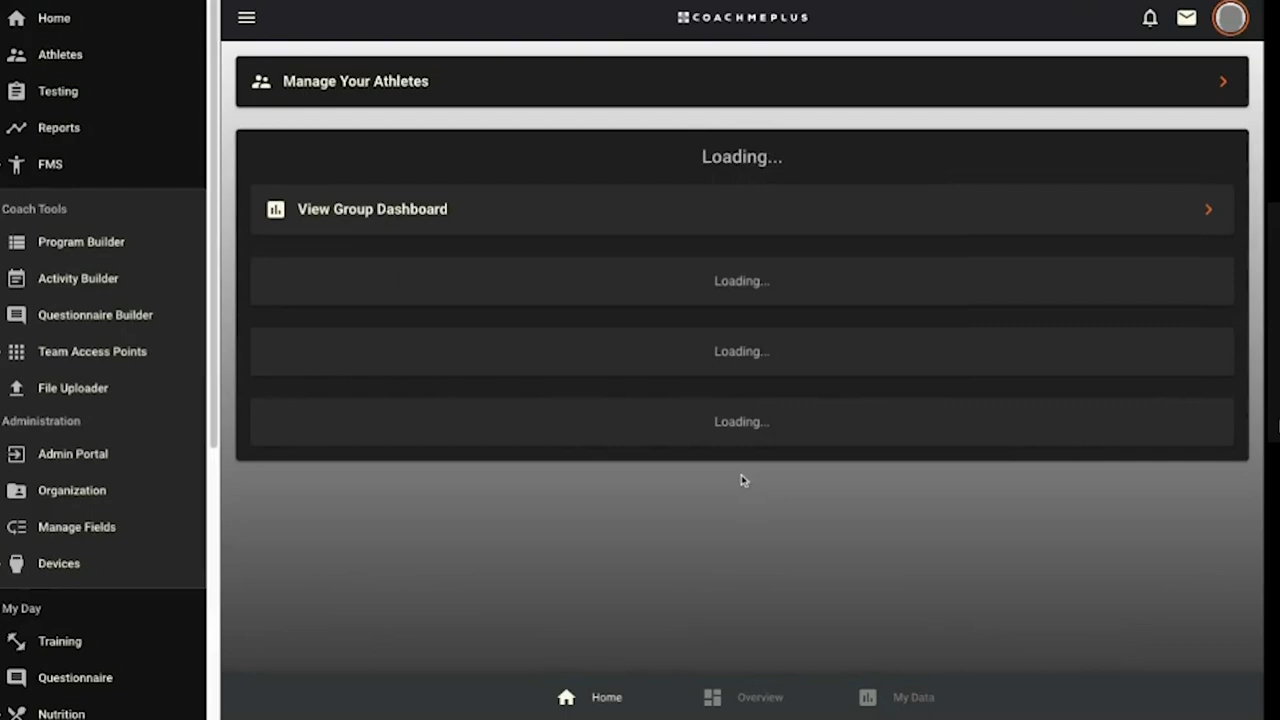 Home
Athletes
Testing
Reports
FMS
Coach Tools
Program Builder
Activity Builder
Questionnaire Builder
Team Access Points
File Uploader
Administration
Admin Portal
Organization
Manage Fields
Devices
My Day
Training
Questionnaire
Nutrition
COACHMEPLUS
Manage Your Athletes
Loading...
View Group Dashboard
Loading...
Loading...
Loading...
Home
Overview
My Data